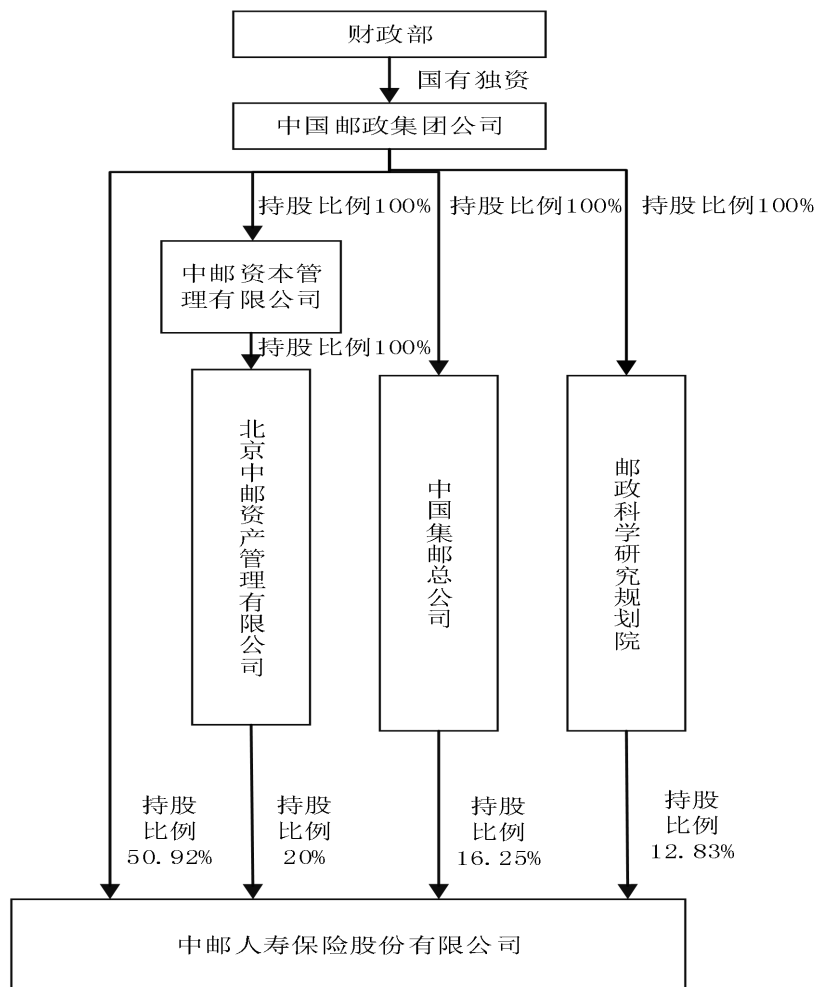 财政部
国有独资
中国邮政集团公司
持股比例100%
持股比例100%
持股比例100%
中邮资本管
理有限公司
持股比例100%
北京中邮资产管理有限公司
中国集邮总公司
邮政科学研究规划院
持股
比例
50.92%
持股
比例
20%
持股
比例
16.25%
持股
比例
12.83%
中邮人寿保险股份有限公司